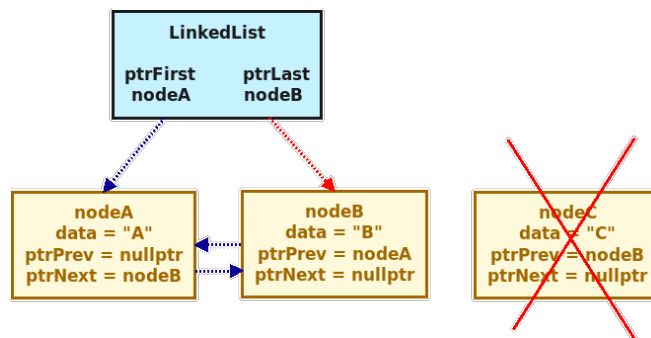 LinkedList
ptrFirst ptrLast
nodeA nodeB
nodeA
data = "A"
ptrPrev = nullptr
ptrNext = nodeB
nodeB
data = "B"
ptrPrev = nodeA
ptrNext = nullptr
nodeC
data = "C"
ptrPrev = nodeB
ptrNext = nullptr